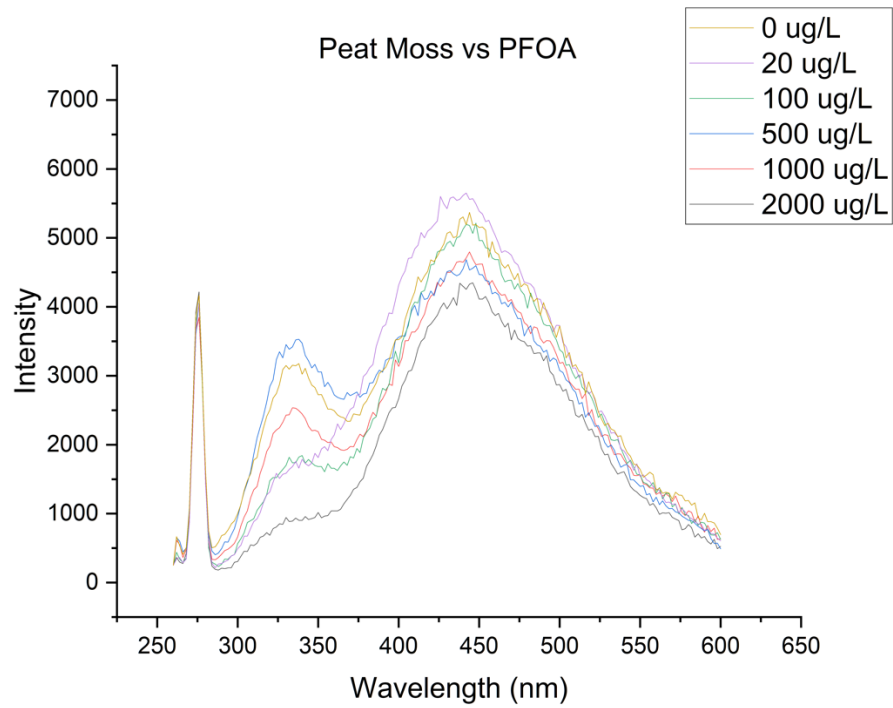 Peat Moss vs PFOA
0 ug/L
20 ug/L
100 ug/L
500 ug/L
1000 ug/L
2000 ug/L
7000
6000
5000
4000
3000
2000
1000
0
Intensity
250
300
350
400
450
500
550
600
650
Wavelength (nm)